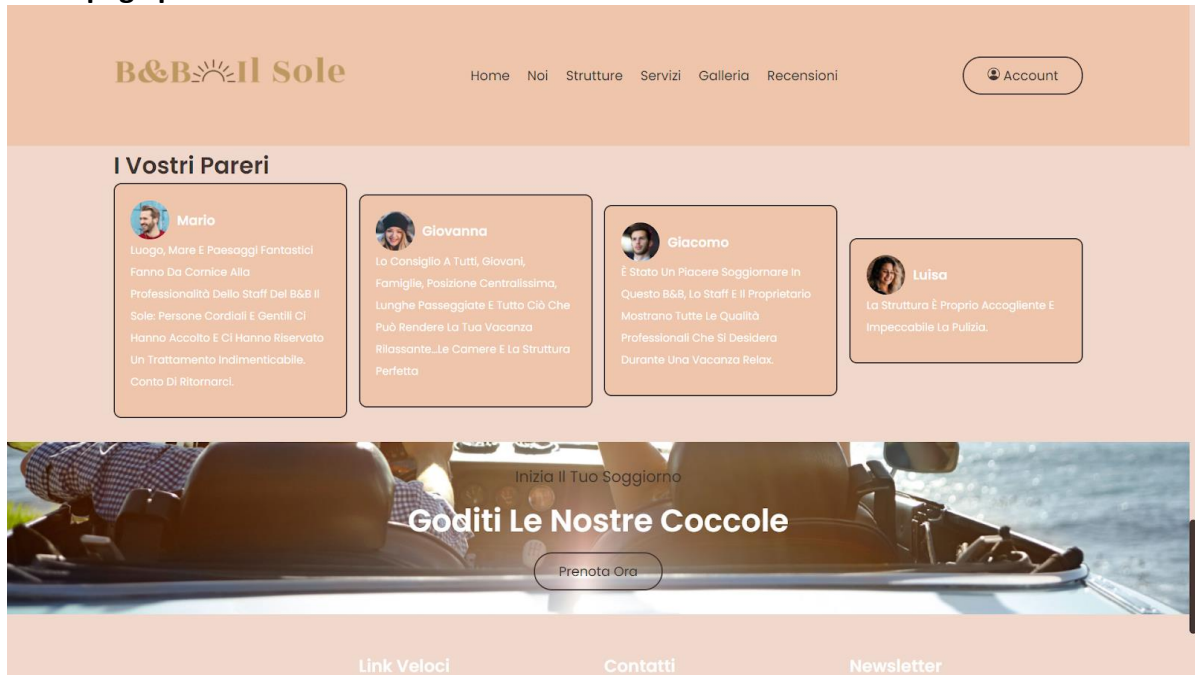 B&B Il Sole
Home Noi Strutture Servizi Galleria Recensioni
Account
I Vostri Pareri
Mario
Luogo, Mare E Paesaggi Fantastici
Fanno Da Cornice Alla
Professionalità Dello Staff Del B&B Il
Sole: Persone Cordiali E Gentili Ci
Hanno Accolto E Ci Hanno Riservato
Un Trattamento Indimenticabile.
Conto Di Ritornarci.
Giovanna
Lo Consiglio A Tutti, Giovani,
Famiglie, Posizione Centralissima,
Lunghe Passeggiate E Tutto Ciò Che
Può Rendere La Tua Vacanza
Rilassante...Le Camere E La Struttura
Perfetta
Giacomo
È Stato Un Piacere Soggiornare In
Questo B&B, Lo Staff E Il Proprietario
Mostrano Tutte Le Qualità
Professionali Che Si Desidera
Durante Una Vacanza Relax.
Luisa
La Struttura È Proprio Accogliente E
Impeccabile La Pulizia.
Inizia Il Tuo Soggiorno
Goditi Le Nostre Coccole
Prenota Ora
Link Veloci
Contatti
Newsletter